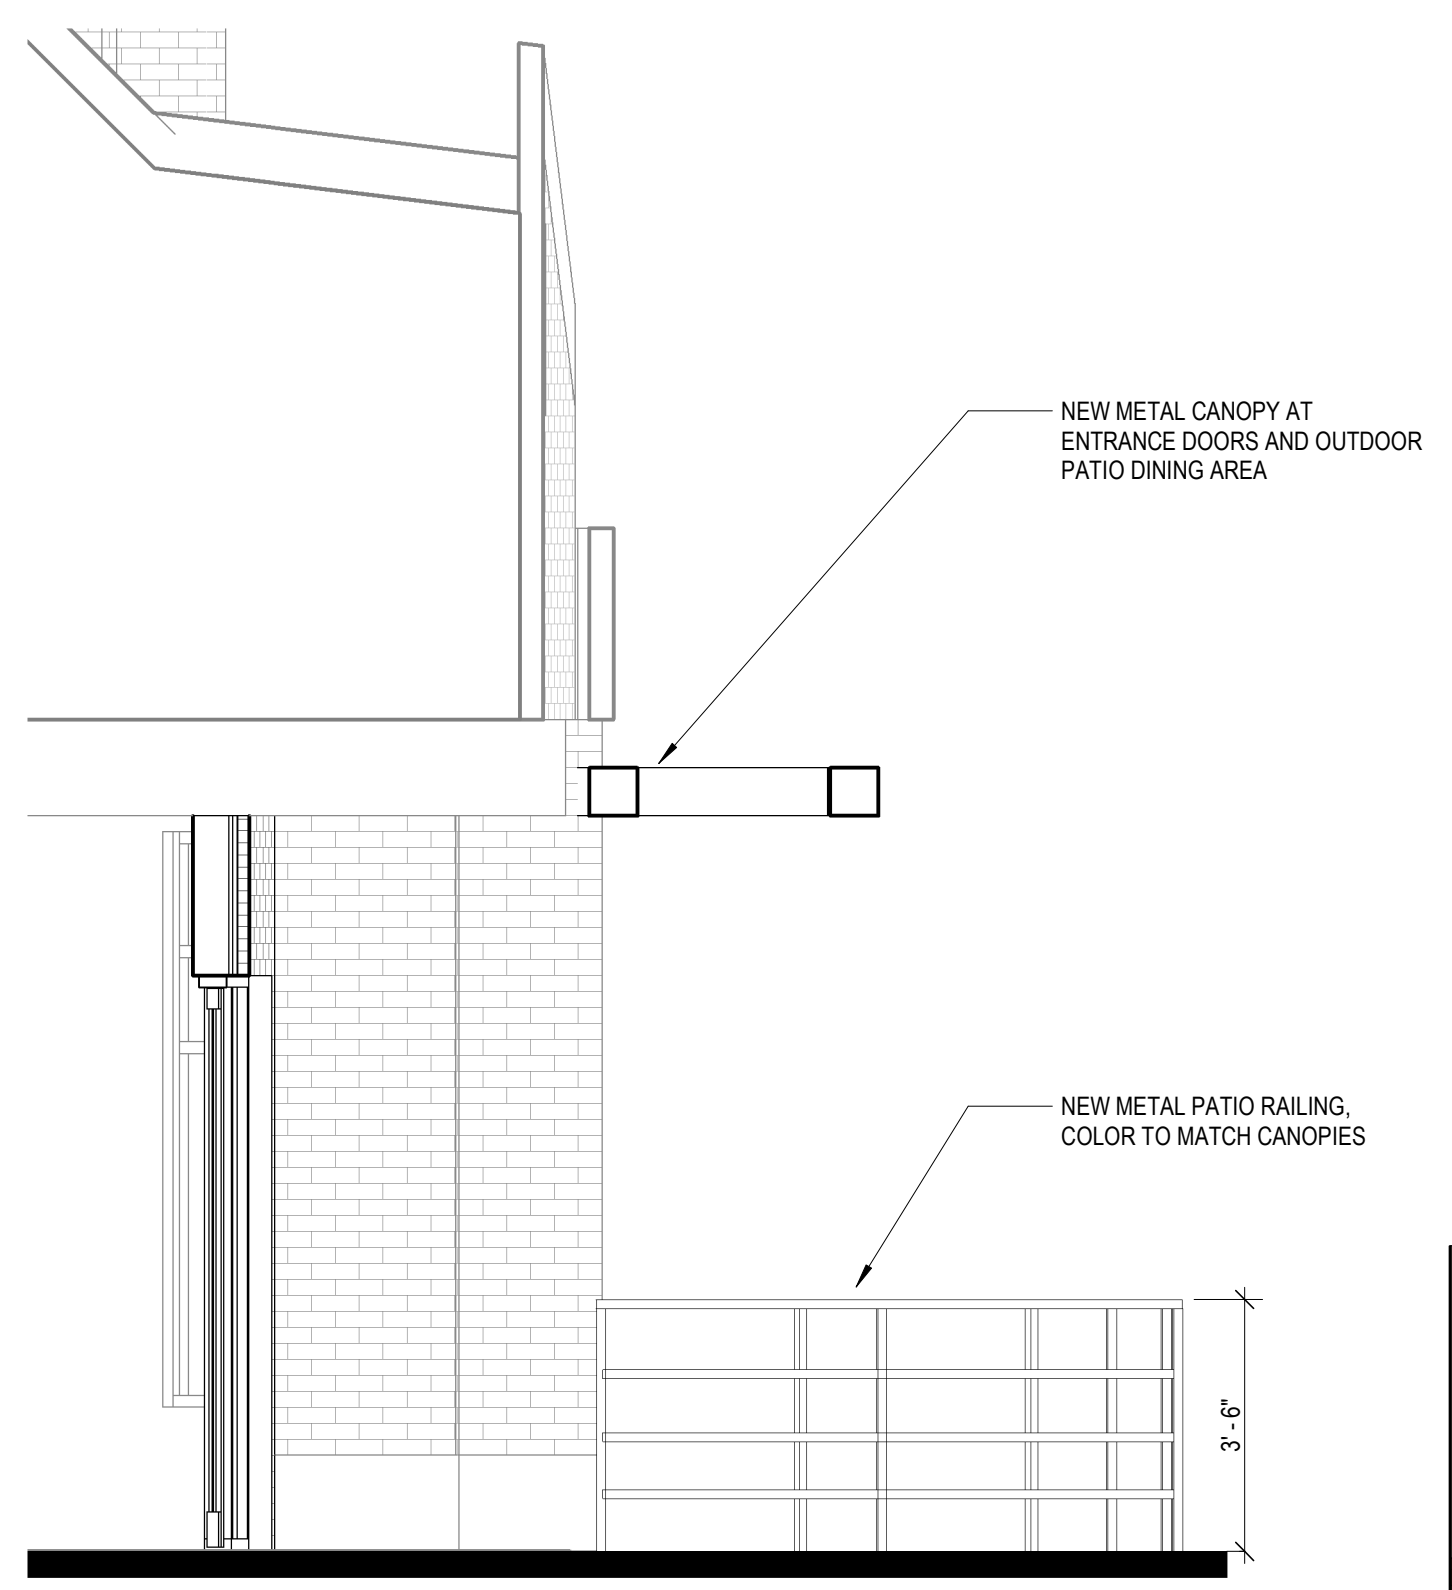 NEW METAL CANOPY AT
ENTRANCE DOORS AND OUTDOOR
PATIO DINING AREA
NEW METAL PATIO RAILING,
COLOR TO MATCH CANOPIES
3' - 6"